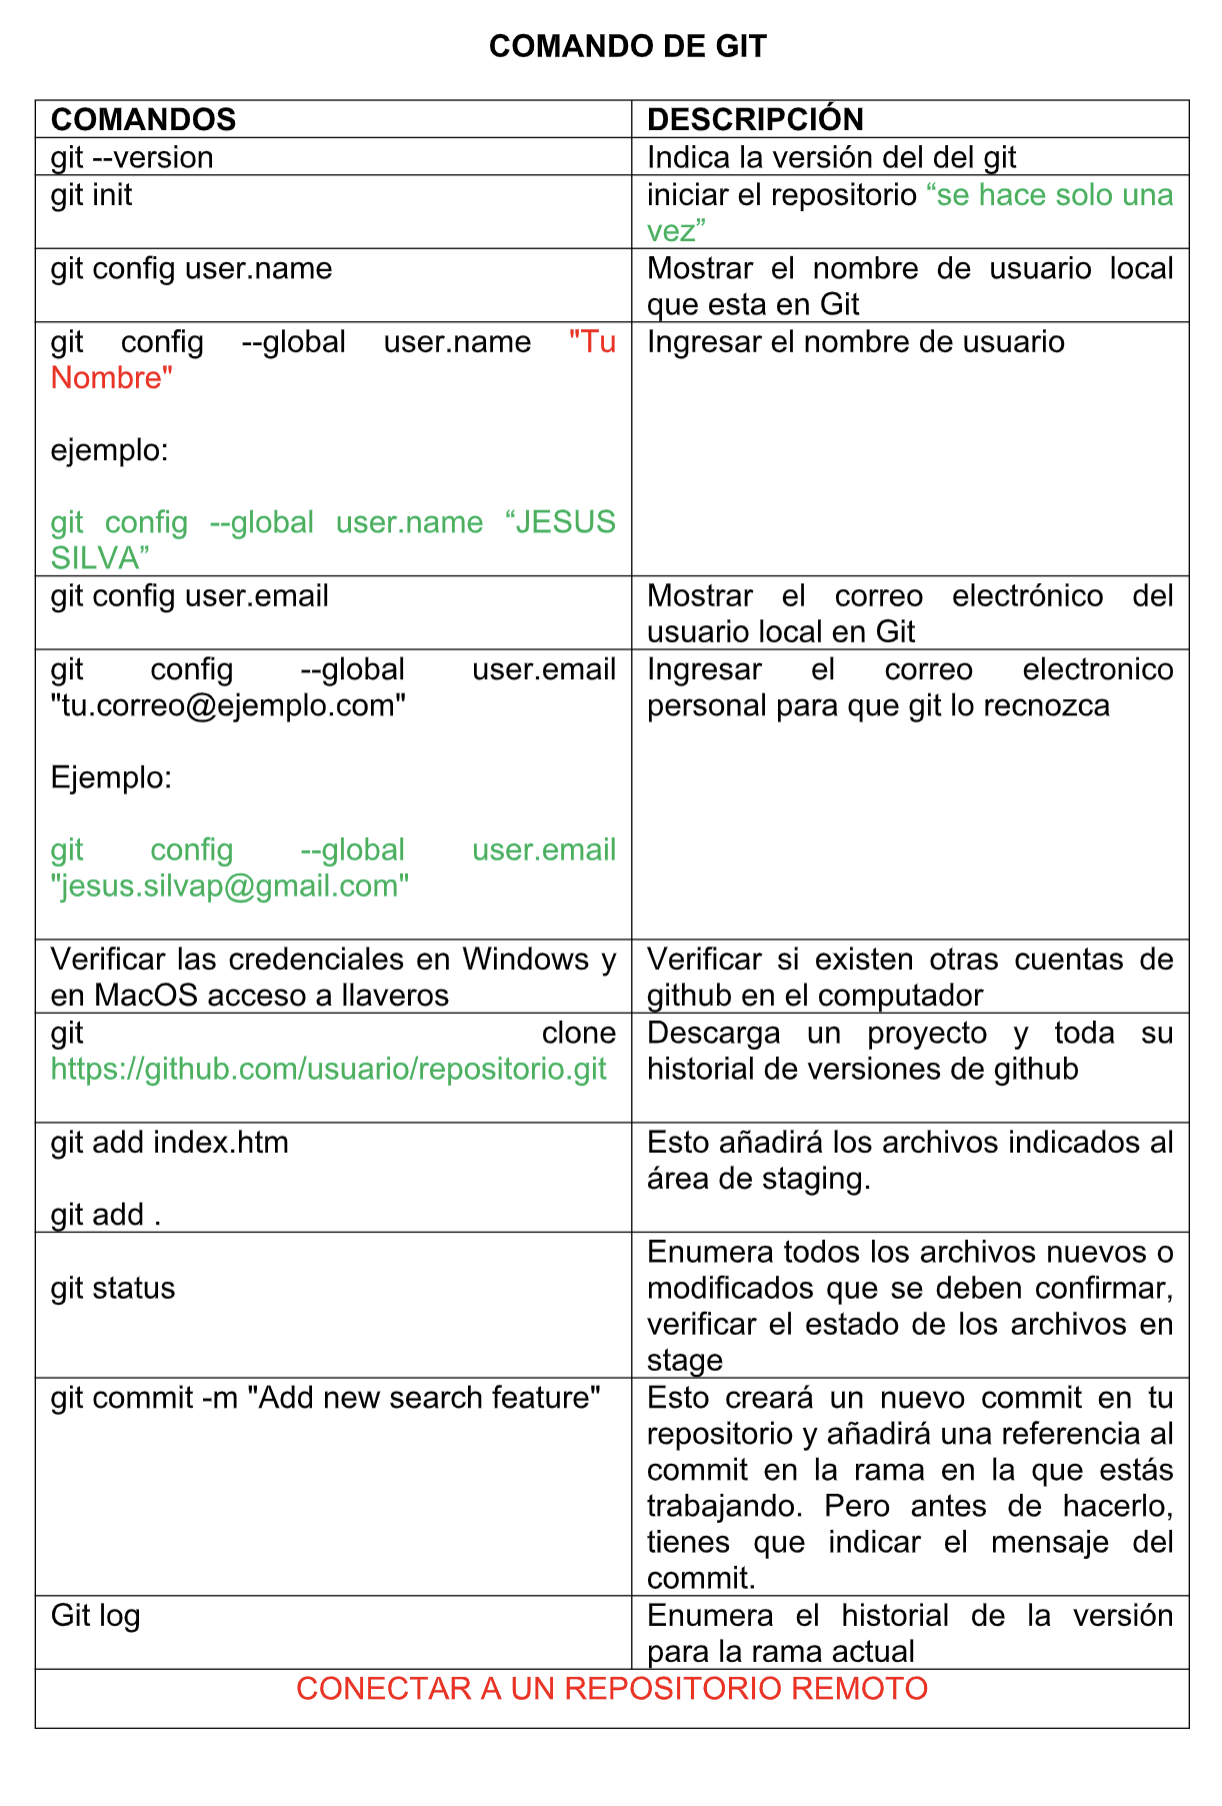 COMANDO DE GIT
COMANDOS
DESCRIPCIÓN
git --version
Indica la versión del del git
git init
iniciar el repositorio “se hace solo una
vez”
git config user.name
Mostrar el nombre de usuario local
que esta en Git
git config --global user.name "Tu
Nombre"
ejemplo:
git config --global user.name “JESUS
SILVA”
Ingresar el nombre de usuario
git config user.email
Mostrar el correo electrónico del
usuario local en Git
git config --global user.email
"tu.correo@ejemplo.com"
Ejemplo:
git config --global user.email
"jesus.silvap@gmail.com"
Ingresar el correo electronico
personal para que git lo recnozca
Verificar las credenciales en Windows y
en MacOS acceso a llaveros
Verificar si existen otras cuentas de
github en el computador
git clone
https://github.com/usuario/repositorio.git
Descarga un proyecto y toda su
historial de versiones de github
git add index.htm
git add .
Esto añadirá los archivos indicados al
área de staging.
git status
Enumera todos los archivos nuevos o
modificados que se deben confirmar,
verificar el estado de los archivos en
stage
git commit -m "Add new search feature"
Esto creará un nuevo commit en tu
repositorio y añadirá una referencia al
commit en la rama en la que estás
trabajando. Pero antes de hacerlo,
tienes que indicar el mensaje del
commit.
Git log
Enumera el historial de la versión
para la rama actual
CONECTAR A UN REPOSITORIO REMOTO